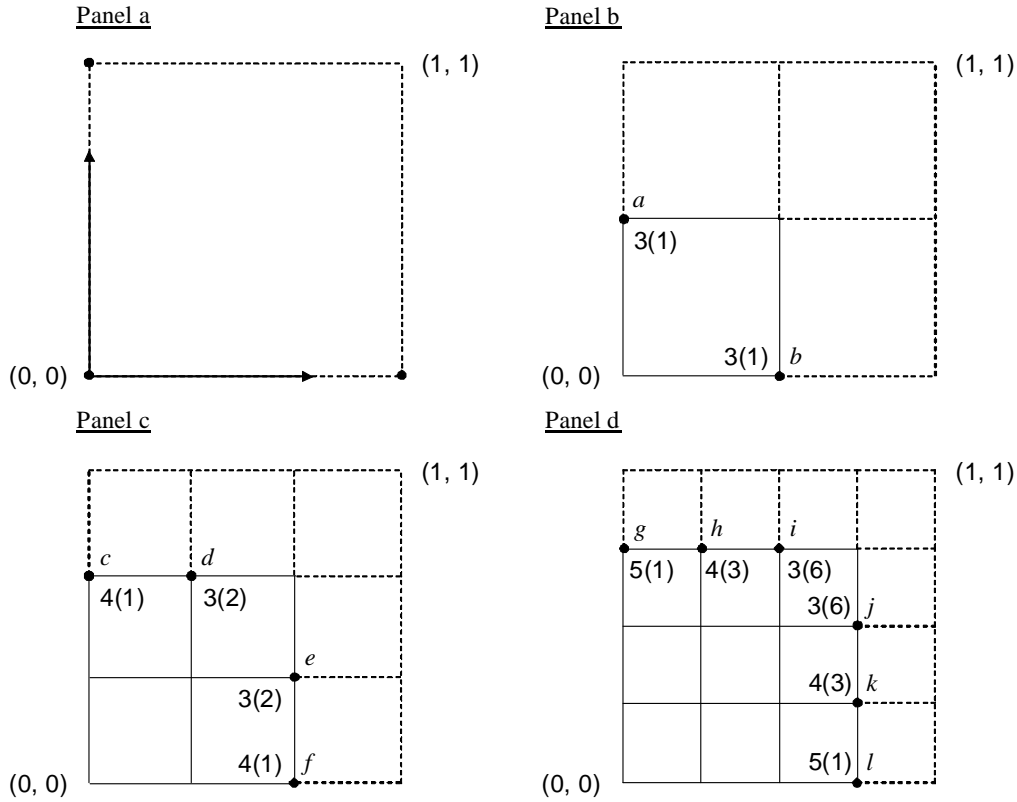 Panel a
Panel b
(1, 1)
(1, 1)
a
3(1)
3(1)
b
(0, 0)
(0, 0)
Panel c
Panel d
(1, 1)
(1, 1)
c
d
g
h
i
4(1)
3(2)
5(1)
4(3)
3(6)
3(6)
j
e
3(2)
4(3)
k
4(1)
f
5(1)
l
(0, 0)
(0, 0)